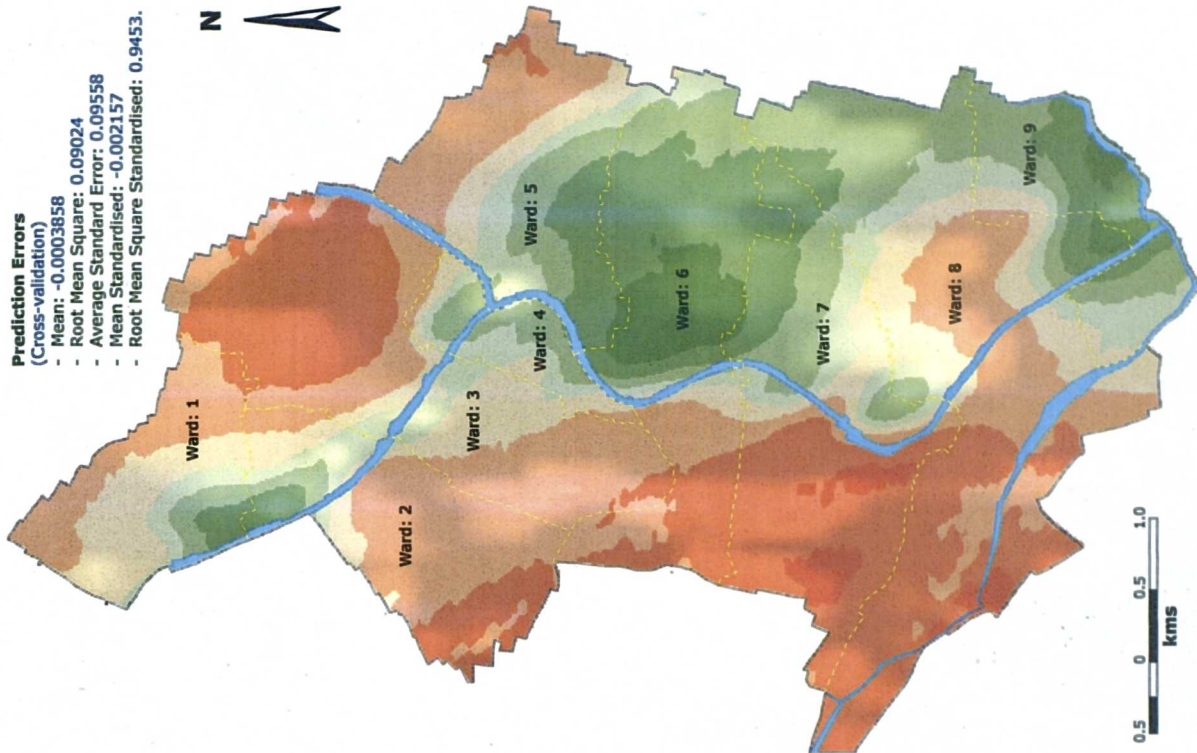 Prediction Errors
(Cross-validation)
- Mean: -0.0003858
- Root Mean Square: 0.09024
- Average Standard Error: 0.09558
- Mean Standardised: -0.002157
- Root Mean Square Standardised: 0.9453.
N
Ward: 1
Ward: 2
Ward: 3
Ward: 4
Ward: 5
Ward: 6
Ward: 7
Ward: 8
Ward: 9
0.5 0 0.5 1.0
kms